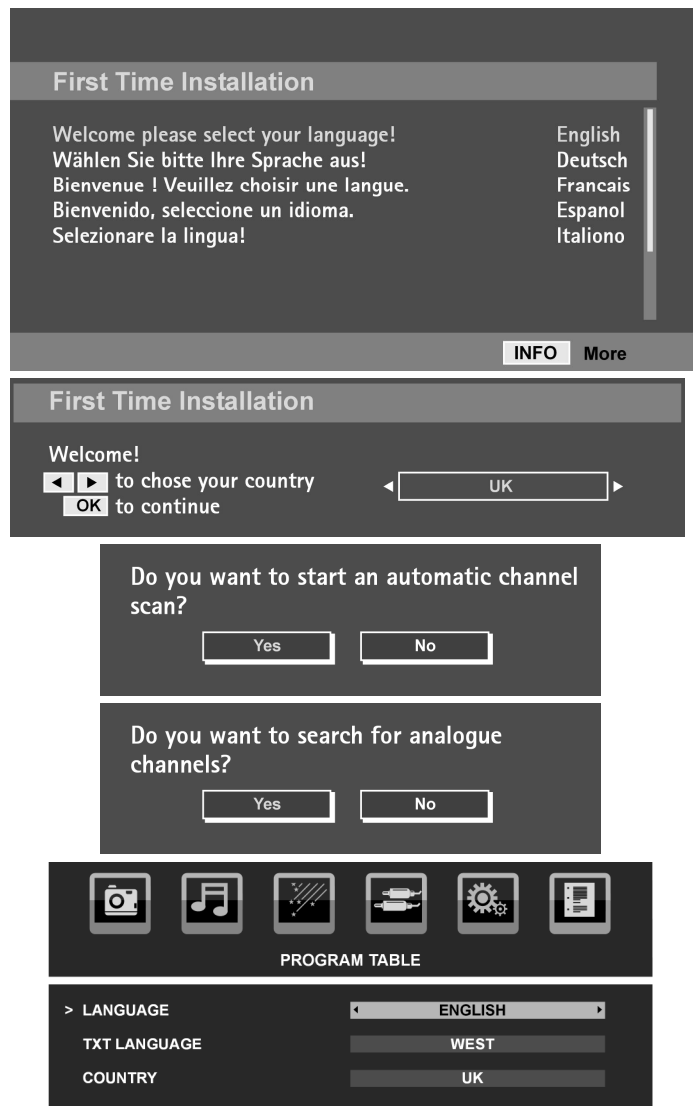 First Time Installation
Welcome please select your language! English
Wählen Sie bitte Ihre Sprache aus! Deutsch
Bienvenue ! Veuillez choisir une langue. Francais
Bienvenido, seleccione un idioma. Espanol
Selezionare la lingua! Italiono
INFO More
First Time Installation
Welcome!
to chose your country UK
OK to continue
Do you want to start an automatic channel
scan?
Yes No
Do you want to search for analogue
channels?
Yes No
PROGRAM TABLE
> LANGUAGE ENGLISH
TXT LANGUAGE WEST
COUNTRY UK